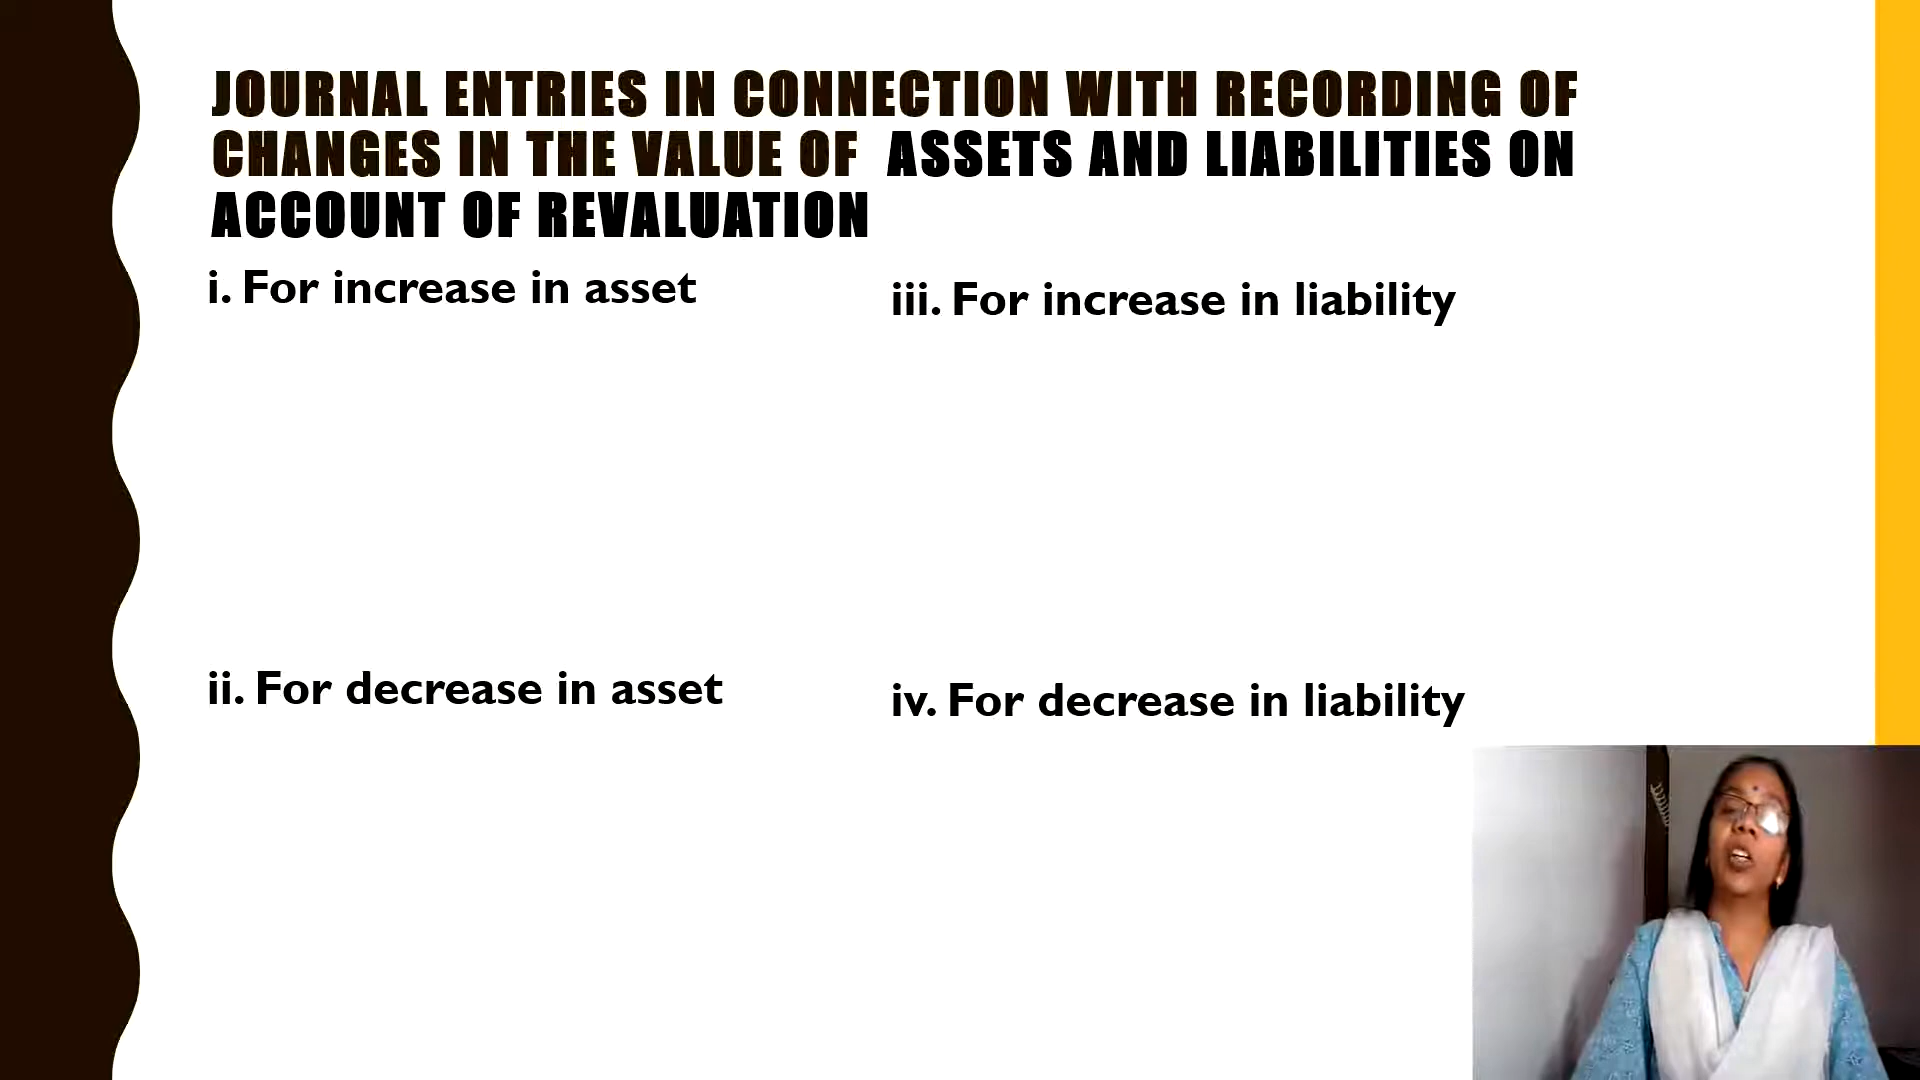 JOURNAL ENTRIES IN CONNECTION WITH RECORDING OF
CHANGES IN THE VALUE OF ASSETS AND LIABILITIES ON
ACCOUNT OF REVALUATION
i. For increase in asset
iii. For increase in liability
ii. For decrease in asset
iv. For decrease in liability